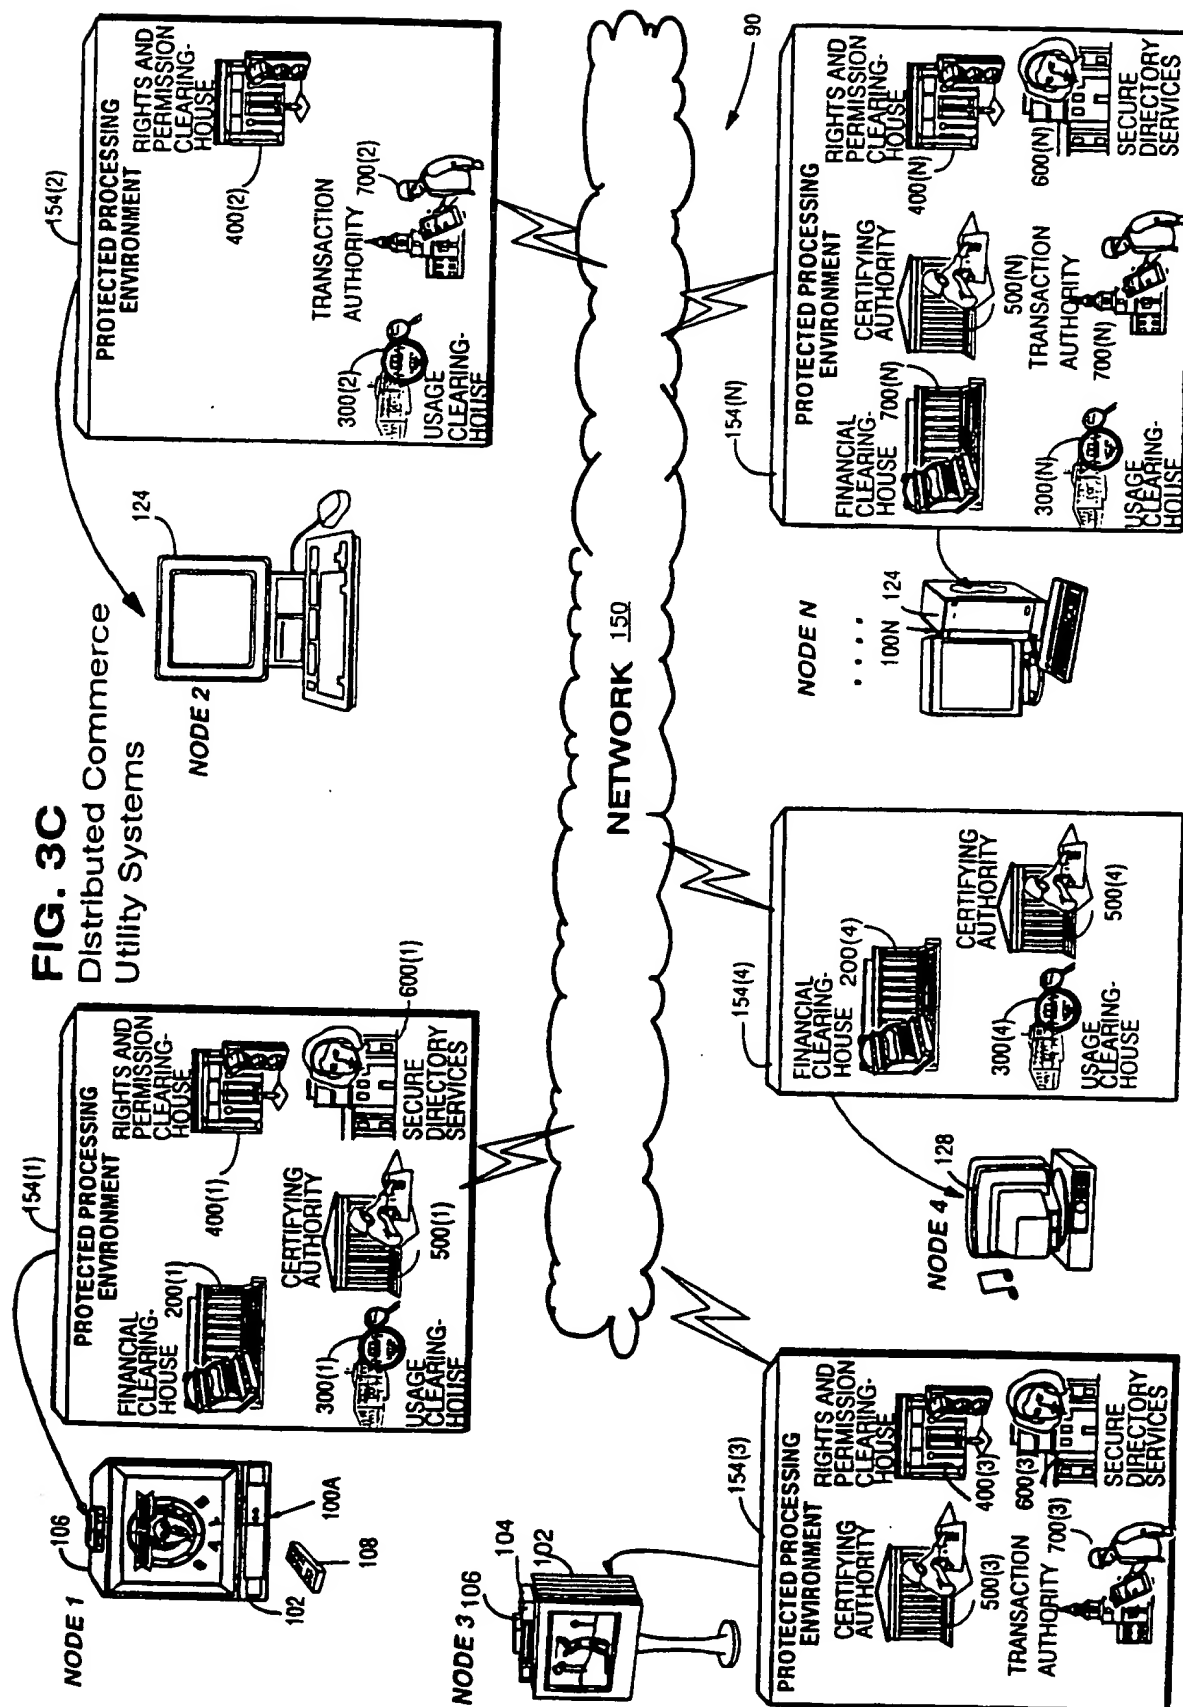 FIG. 3C
Distributed Commerce
Utility Systems
NODE 1
106
102
100A
108
154(1)
PROTECTED PROCESSING
ENVIRONMENT
FINANCIAL
CLEARING-
HOUSE
200(1)
RIGHTS AND
PERMISSION
CLEARING-
HOUSE
400(1)
CERTIFYING
AUTHORITY
500(1)
300(1)
USAGE
CLEARING-
HOUSE
600(1)
SECURE
DIRECTORY
SERVICES
NODE 2
124
154(2)
PROTECTED PROCESSING
ENVIRONMENT
RIGHTS AND
PERMISSION
CLEARING-
HOUSE
400(2)
TRANSACTION
AUTHORITY
700(2)
300(2)
USAGE
CLEARING-
HOUSE
NETWORK 150
90
NODE 3
106
104
102
154(3)
PROTECTED PROCESSING
ENVIRONMENT
CERTIFYING
AUTHORITY
500(3)
RIGHTS AND
PERMISSION
CLEARING-
HOUSE
400(3)
TRANSACTION
AUTHORITY
700(3)
600(3)
SECURE
DIRECTORY
SERVICES
NODE 4
128
154(4)
FINANCIAL
CLEARING-
HOUSE
200(4)
CERTIFYING
AUTHORITY
500(4)
300(4)
USAGE
CLEARING-
HOUSE
NODE N
. . . .
100N
124
154(N)
PROTECTED PROCESSING
ENVIRONMENT
FINANCIAL
CLEARING-
HOUSE
700(N)
CERTIFYING
AUTHORITY
500(N)
RIGHTS AND
PERMISSION
CLEARING-
HOUSE
400(N)
300(N)
USAGE
CLEARING-
HOUSE
TRANSACTION
AUTHORITY
700(N)
600(N)
SECURE
DIRECTORY
SERVICES